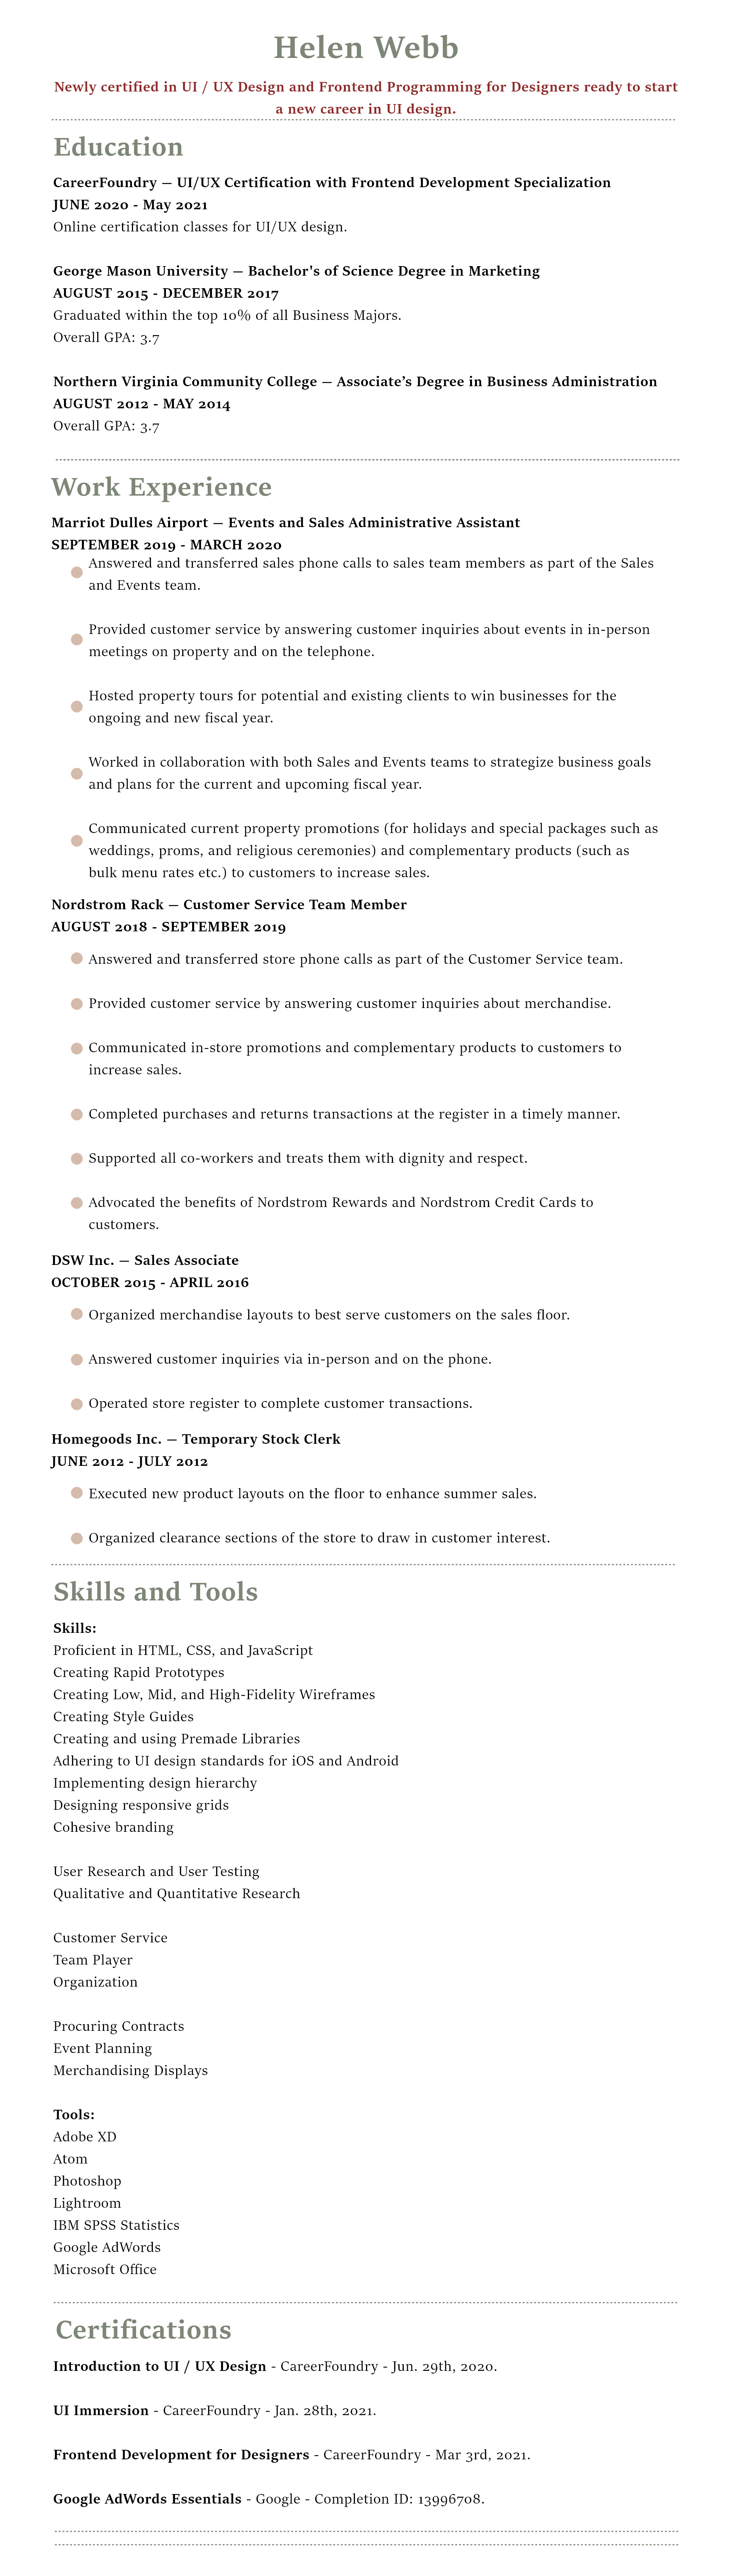 Helen Webb
Newly certified in UI / UX Design and Frontend Programming for Designers ready to start
a new career in UI design.
Education
CareerFoundry — UI/UX Certification with Frontend Development Specialization
JUNE 2020 - May 2021
Online certification classes for UI/UX design.
George Mason University — Bachelor's of Science Degree in Marketing
AUGUST 2015 - DECEMBER 2017
Graduated within the top 10% of all Business Majors.
Overall GPA: 3.7
Northern Virginia Community College — Associate’s Degree in Business Administration
AUGUST 2012 - MAY 2014
Overall GPA: 3.7
Work Experience
Marriot Dulles Airport — Events and Sales Administrative Assistant
SEPTEMBER 2019 - MARCH 2020
Answered and transferred sales phone calls to sales team members as part of the Sales
and Events team.
Provided customer service by answering customer inquiries about events in in-person
meetings on property and on the telephone.
Hosted property tours for potential and existing clients to win businesses for the
ongoing and new fiscal year.
Worked in collaboration with both Sales and Events teams to strategize business goals
and plans for the current and upcoming fiscal year.
Communicated current property promotions (for holidays and special packages such as
weddings, proms, and religious ceremonies) and complementary products (such as
bulk menu rates etc.) to customers to increase sales.
Nordstrom Rack — Customer Service Team Member
AUGUST 2018 - SEPTEMBER 2019
Answered and transferred store phone calls as part of the Customer Service team.
Provided customer service by answering customer inquiries about merchandise.
Communicated in-store promotions and complementary products to customers to
increase sales.
Completed purchases and returns transactions at the register in a timely manner.
Supported all co-workers and treats them with dignity and respect.
Advocated the benefits of Nordstrom Rewards and Nordstrom Credit Cards to
customers.
DSW Inc. — Sales Associate
OCTOBER 2015 - APRIL 2016
Organized merchandise layouts to best serve customers on the sales floor.
Answered customer inquiries via in-person and on the phone.
Operated store register to complete customer transactions.
Homegoods Inc. — Temporary Stock Clerk
JUNE 2012 - JULY 2012
Executed new product layouts on the floor to enhance summer sales.
Organized clearance sections of the store to draw in customer interest.
Skills and Tools
Skills:
Proficient in HTML, CSS, and JavaScript
Creating Rapid Prototypes
Creating Low, Mid, and High-Fidelity Wireframes
Creating Style Guides
Creating and using Premade Libraries
Adhering to UI design standards for iOS and Android
Implementing design hierarchy
Designing responsive grids
Cohesive branding
User Research and User Testing
Qualitative and Quantitative Research
Customer Service
Team Player
Organization
Procuring Contracts
Event Planning
Merchandising Displays
Tools:
Adobe XD
Atom
Photoshop
Lightroom
IBM SPSS Statistics
Google AdWords
Microsoft Office
Certifications
Introduction to UI / UX Design - CareerFoundry - Jun. 29th, 2020.
UI Immersion - CareerFoundry - Jan. 28th, 2021.
Frontend Development for Designers - CareerFoundry - Mar 3rd, 2021.
Google AdWords Essentials - Google - Completion ID: 13996708.